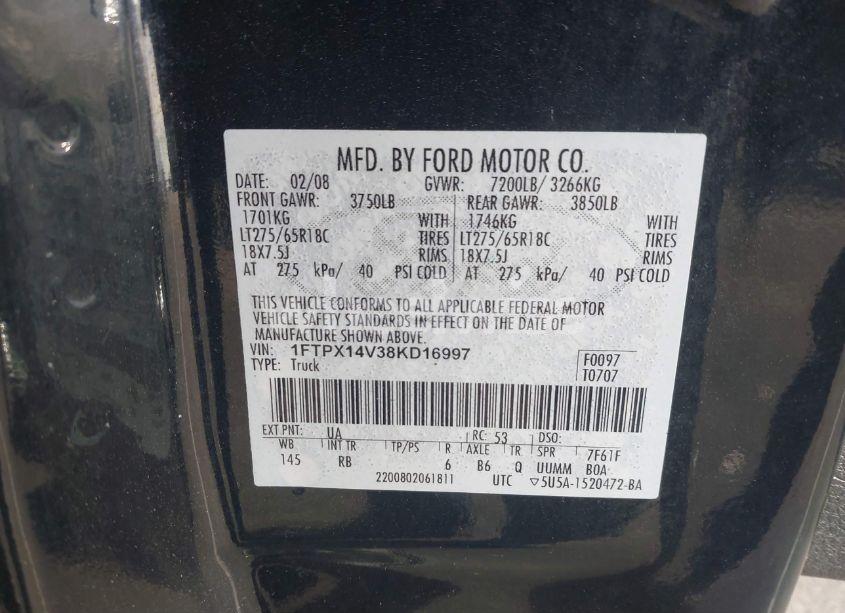 MFD. BY FORD MOTOR CO.
DATE: 02/08 GVWR: 7200LB/ 3266KG
FRONT GAWR: 3750LB REAR GAWR: 3850LB
1701KG WITH 1746KG WITH
LT275/65R18C TIRES LT275/65R18C TIRES
18X7.5J RIMS 18X7.5J RIMS
AT 275 kPa/ 40 PSI COLD AT 275 kPa/ 40 PSI COLD
THIS VEHICLE CONFORMS TO ALL APPLICABLE FEDERAL MOTOR
VEHICLE SAFETY STANDARDS IN EFFECT ON THE DATE OF
MANUFACTURE SHOWN ABOVE.
VIN: 1FTPX14V38KD16997 F0097
TYPE: Truck T0707
EXT PNT: UA RC: 53 DSO:
WB INT TR TP/PS R AXLE TR SPR 7F61F
145 RB 6 B6 Q UUMM BOA
2200802061811 UTC ▽5U5A-1520472-BA